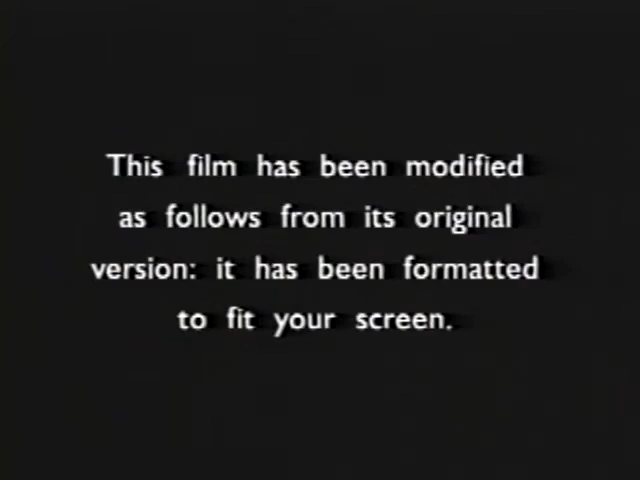 This film has been modified
as follows from its original
version: it has been formatted
to fit your screen.